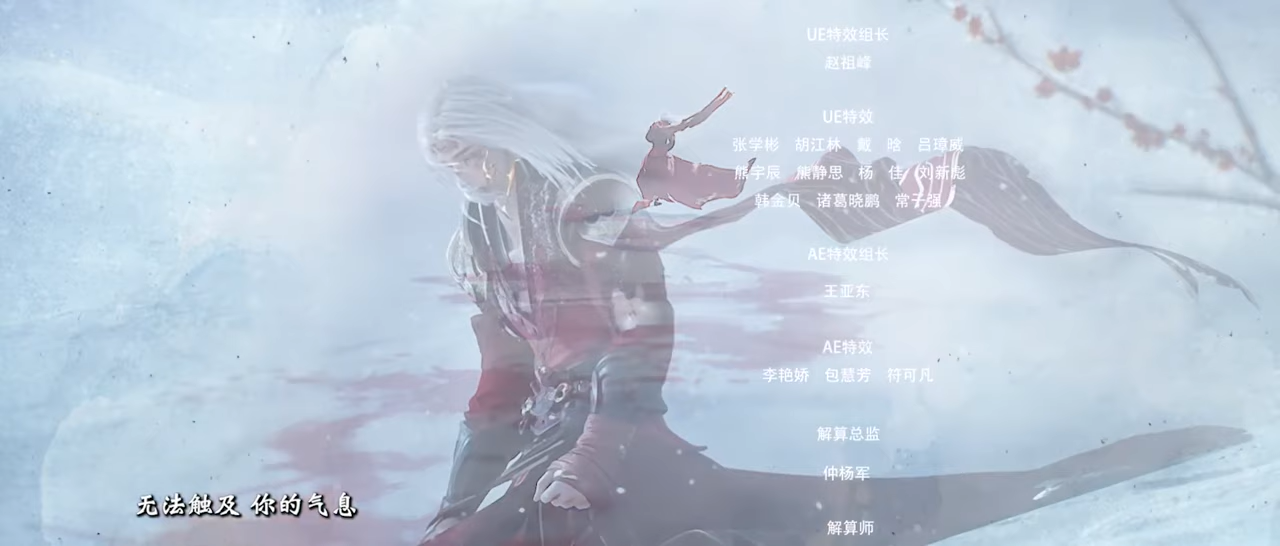 UE特效组长
赵祖峰
UE特效
张学彬 胡江林 戴 晗 吕璋威
熊宇辰 熊静思 杨 佳 刘新彪
韩金贝 诸葛晓鹏 常子强
AE特效组长
王亚东
AE特效
李艳娇 包慧芳 符可凡
解算总监
仲杨军
解算师
无法触及 你的气息